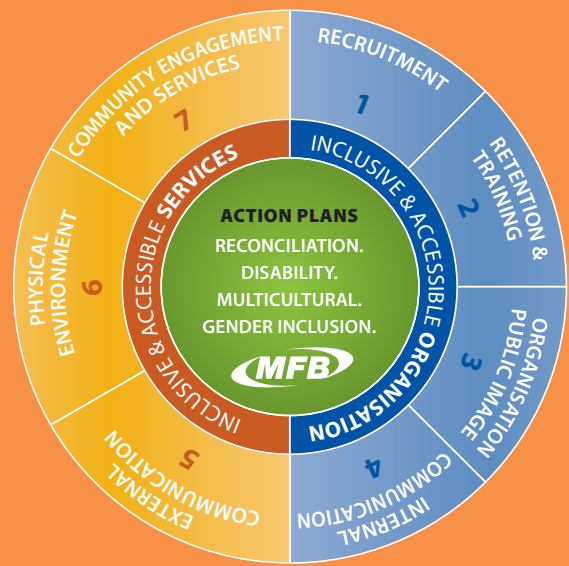 RECRUITMENT
1
RETENTION &
TRAINING
2
ORGANISATION
PUBLIC IMAGE
3
INTERNAL
COMMUNICATION
4
EXTERNAL
COMMUNICATION
5
PHYSICAL
ENVIRONMENT
6
COMMUNITY ENGAGEMENT
AND SERVICES
7
INCLUSIVE & ACCESSIBLE ORGANISATION
INCLUSIVE & ACCESSIBLE SERVICES
ACTION PLANS
RECONCILIATION.
DISABILITY.
MULTICULTURAL.
GENDER INCLUSION.
MFB